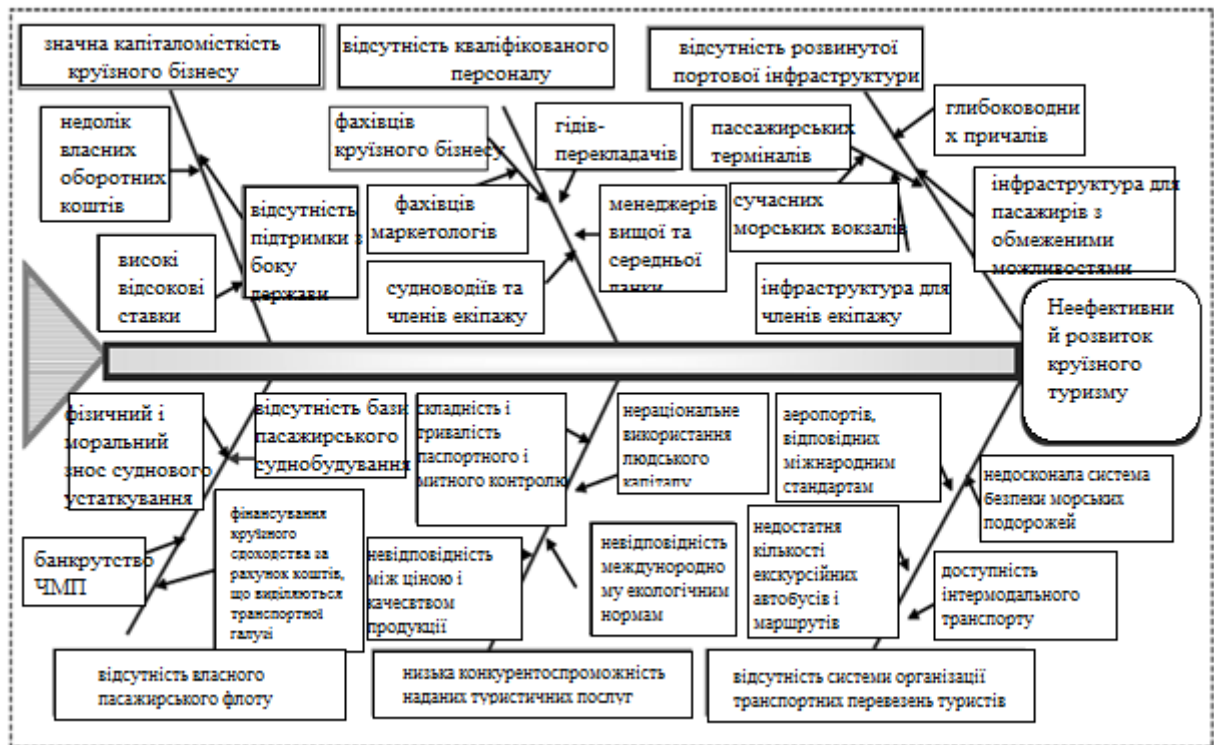 значна капіталомісткість
круїзного бізнесу
відсутність кваліфікованого
персоналу
відсутність розвинутої
портової інфраструктури
недолік
власних
оборотних
коштів
відсутність
підтримки з
боку
держави
високі
відсокові
ставки
фахівців
круїзного бізнесу
гідів-
перекладачів
фахівців
маркетологів
менеджерів
вищої та
середньої
ланки
судноводіїв та
членів екіпажу
пассажирських
терміналів
глибоководни
х причалів
сучасних
морських вокзалів
інфраструктура для
пасажирів з
обмеженими
можливостями
інфраструктура для
членів екіпажу
Неефективни
й розвиток
круїзного
туризму
фізичний і
моральний
знос суднового
устаткування
відсутність бази
пасажирського
суднобудування
банкрутство
ЧМП
фінансування
круїзного
сдоходства за
рахунок коштів,
що виділяються
транспортної
галузі
складність і
тривалість
паспортного і
митного контролю
нераціональне
використання
людського
капіталу
невідповідність
між ціною і
качесвтвом
продукції
невідповідність
международно
му екологічним
нормам
аеропортів,
відповідних
міжнародним
стандартам
недосконала система
безпеки морських
подорожей
недостатня
кількості
екскурсійних
автобусів і
маршрутів
доступність
інтермодального
транспорту
відсутність власного
пасажирського флоту
низька конкурентоспроможність
наданих туристичних послуг
відсутність системи організації
транспортних перевезень туристів